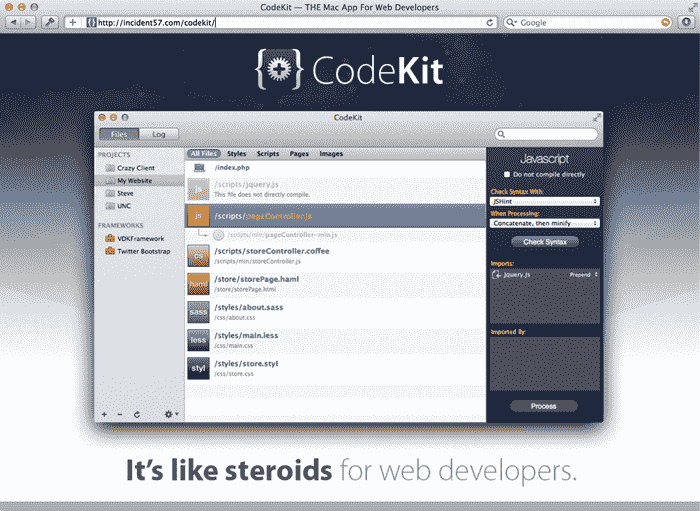 CodeKit — THE Mac App For Web Developers
http://incident57.com/codekit/
Google
CodeKit
CodeKit
Files
Log
PROJECTS
Crazy Client
My Website
Steve
UNC
FRAMEWORKS
VDKFramework
Twitter Bootstrap
All Files Styles Scripts Pages Images
/index.php
js
/scripts/jquery.js
This file does not directly compile.
js
/scripts/pageController.js
/scripts/min/pageController-min.js
cs
/scripts/storeController.coffee
/scripts/min/storeController.js
haml
/store/storePage.haml
/store/storePage.html
sass
/styles/about.sass
/css/about.css
less
/styles/main.less
/css/main.css
styl
/styles/store.styl
/css/store.css
Javascript
Do not compile directly
Check Syntax With:
JSHint
When Processing:
Concatenate, then minify
Check Syntax
Imports:
jquery.js Prepend
Imported By:
Process
It's like steroids for web developers.